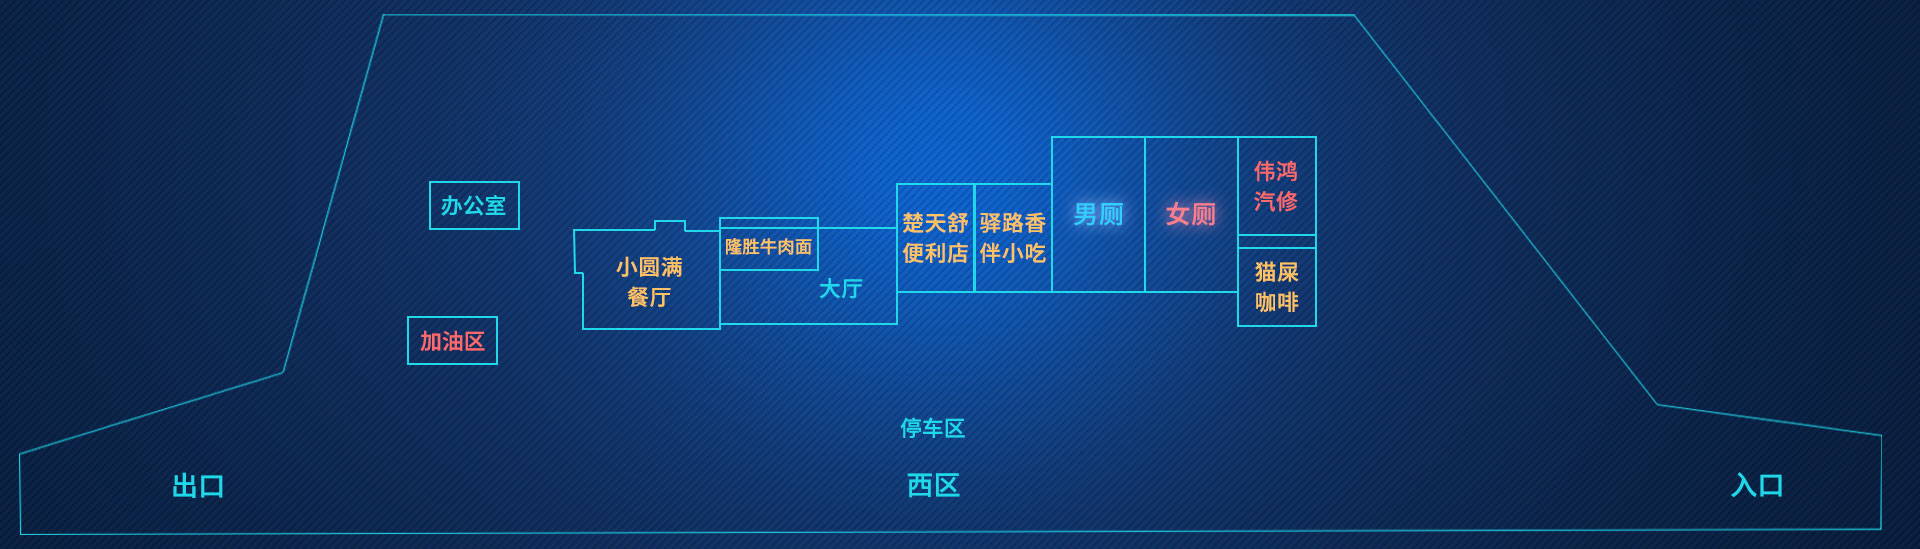 办公室
加油区
小圆满
餐厅
隆胜牛肉面
大厅
楚天舒
便利店
驿路香
伴小吃
男厕
女厕
伟鸿
汽修
猫屎
咖啡
停车区
出口
西区
入口